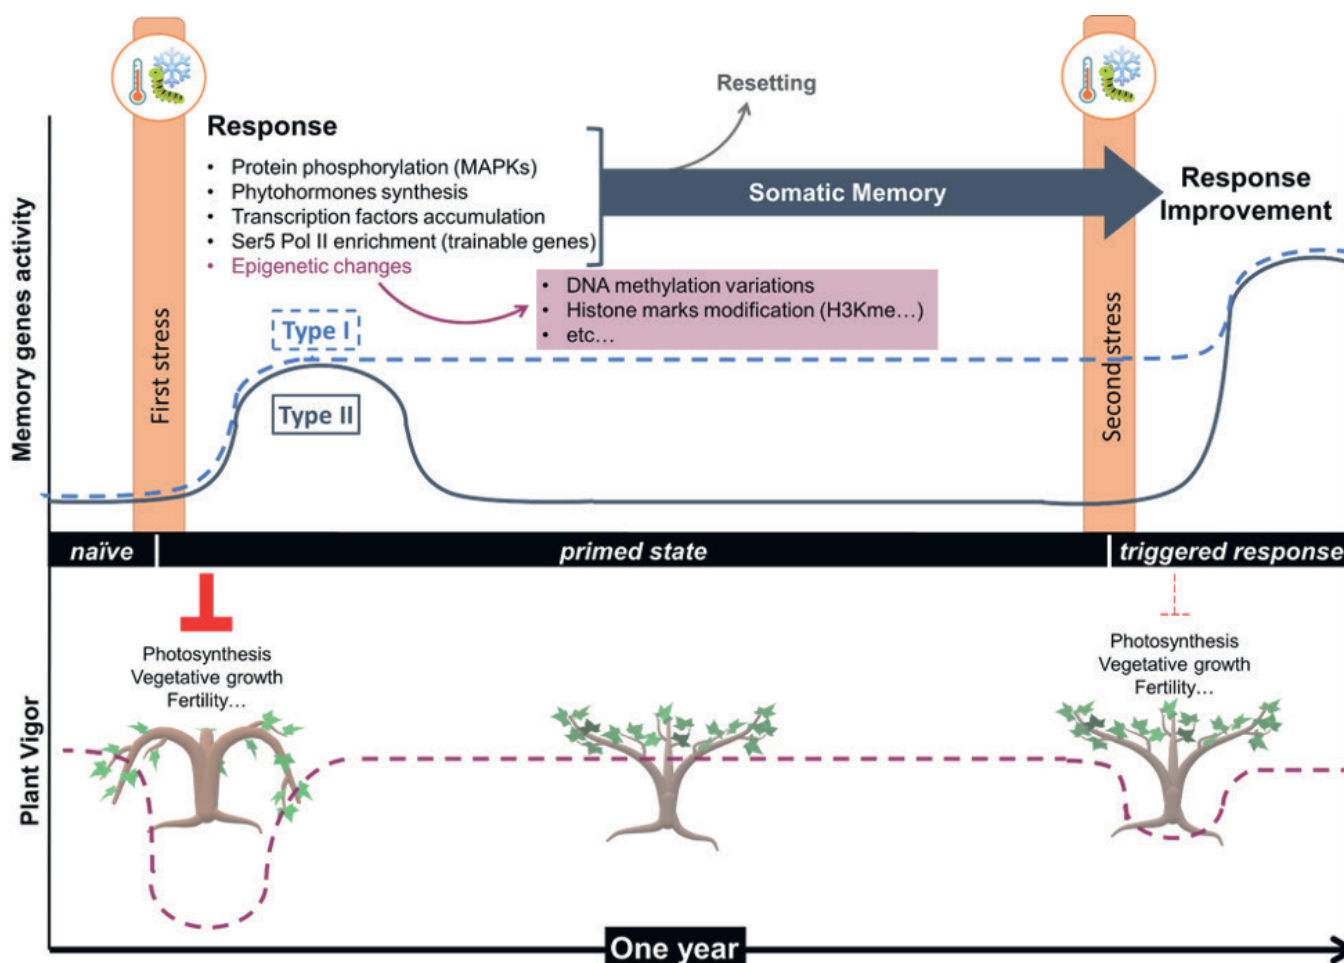 Resetting
Response
• Protein phosphorylation (MAPKs)
• Phytohormones synthesis
• Transcription factors accumulation
• Ser5 Pol II enrichment (trainable genes)
• Epigenetic changes
Somatic Memory
Response
Improvement
• DNA methylation variations
• Histone marks modification (H3Kme…)
• etc…
Type I
Type II
First stress
Second stress
Memory genes activity
naïve
primed state
triggered response
Photosynthesis
Vegetative growth
Fertility…
Photosynthesis
Vegetative growth
Fertility…
Plant Vigor
One year